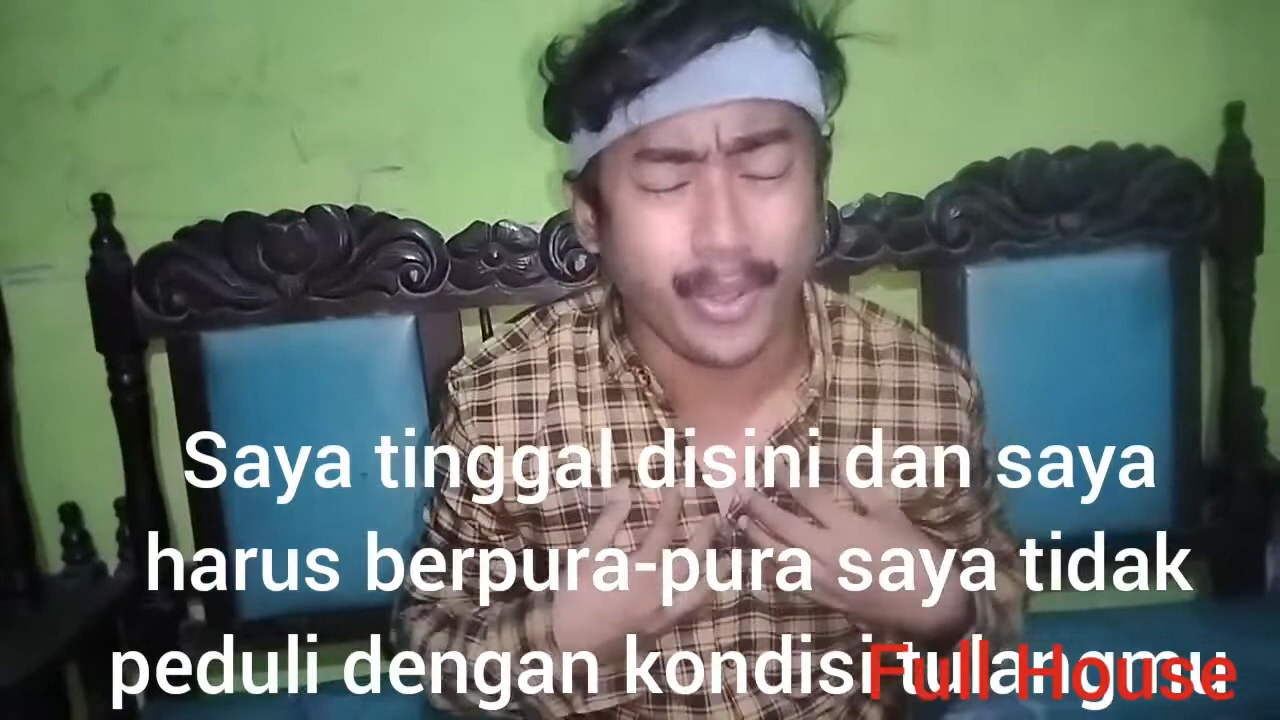 Saya tinggal disini dan saya
harus berpura-pura saya tidak
peduli dengan kondisi tulangmu
Full House